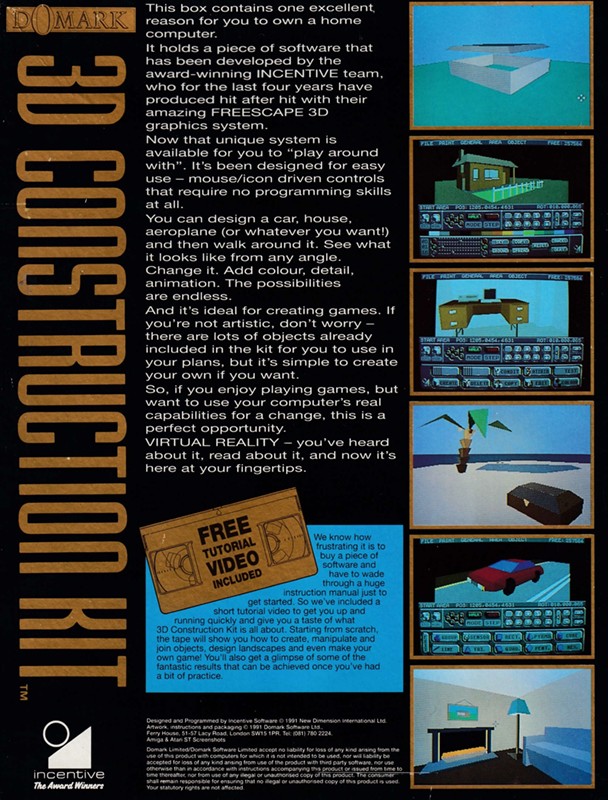 DOMARK
3D CONSTRUCTION KIT
TM
This box contains one excellent
reason for you to own a home
computer.
It holds a piece of software that
has been developed by the
award-winning INCENTIVE team,
who for the last four years have
produced hit after hit with their
amazing FREESCAPE 3D
graphics system.
Now that unique system is
available for you to "play around
with". It's been designed for easy
use – mouse/icon driven controls
that require no programming skills
at all.
You can design a car, house,
aeroplane (or whatever you want!)
and then walk around it. See what
it looks like from any angle.
Change it. Add colour, detail,
animation. The possibilities
are endless.
And it's ideal for creating games. If
you're not artistic, don't worry –
there are lots of objects already
included in the kit for you to use in
your plans, but it's simple to create
your own if you want.
So, if you enjoy playing games, but
want to use your computer's real
capabilities for a change, this is a
perfect opportunity.
VIRTUAL REALITY – you've heard
about it, read about it, and now it's
here at your fingertips.
FREE
TUTORIAL
VIDEO
INCLUDED
We know how
frustrating it is to
buy a piece of
software and
have to wade
through a huge
instruction manual just to
get started. So we've included a
short tutorial video to get you up and
running quickly and give you a taste of what
3D Construction Kit is all about. Starting from scratch,
the tape will show you how to create, manipulate and
join objects, design landscapes and even make your
own game! You'll also get a glimpse of some of the
fantastic results that can be achieved once you've had
a bit of practice.
Designed and Programmed by Incentive Software © 1991 New Dimension International Ltd.
Artwork, instructions and packaging © 1991 Domark Software Ltd.,
Ferry House, 51-57 Lacy Road, London SW15 1PR. Tel: (081) 780 2224.
Amiga & Atari ST Screenshots
Domark Limited/Domark Software Limited accept no liability for loss of any kind arising from the
use of this product with computers for which it is not intended to be used, nor will liability be
accepted for loss of any kind arising from use of the product with third party software, nor use
otherwise than in accordance with instructions accompanying this product or issued from time to
time thereafter, nor from use of any illegal or unauthorised copy of this product. The consumer
shall remain responsible for ensuring that no illegal or unauthorised copy of this product is used.
Your statutory rights are not affected.
incentive
The Award Winners
FILE PAINT GENERAL AREA OBJECT
START AREA
MODE STEP
FILE PAINT GENERAL AREA OBJECT
START AREA
MODE STEP
FILE PAINT GENERAL AREA OBJECT
START AREA
MODE STEP